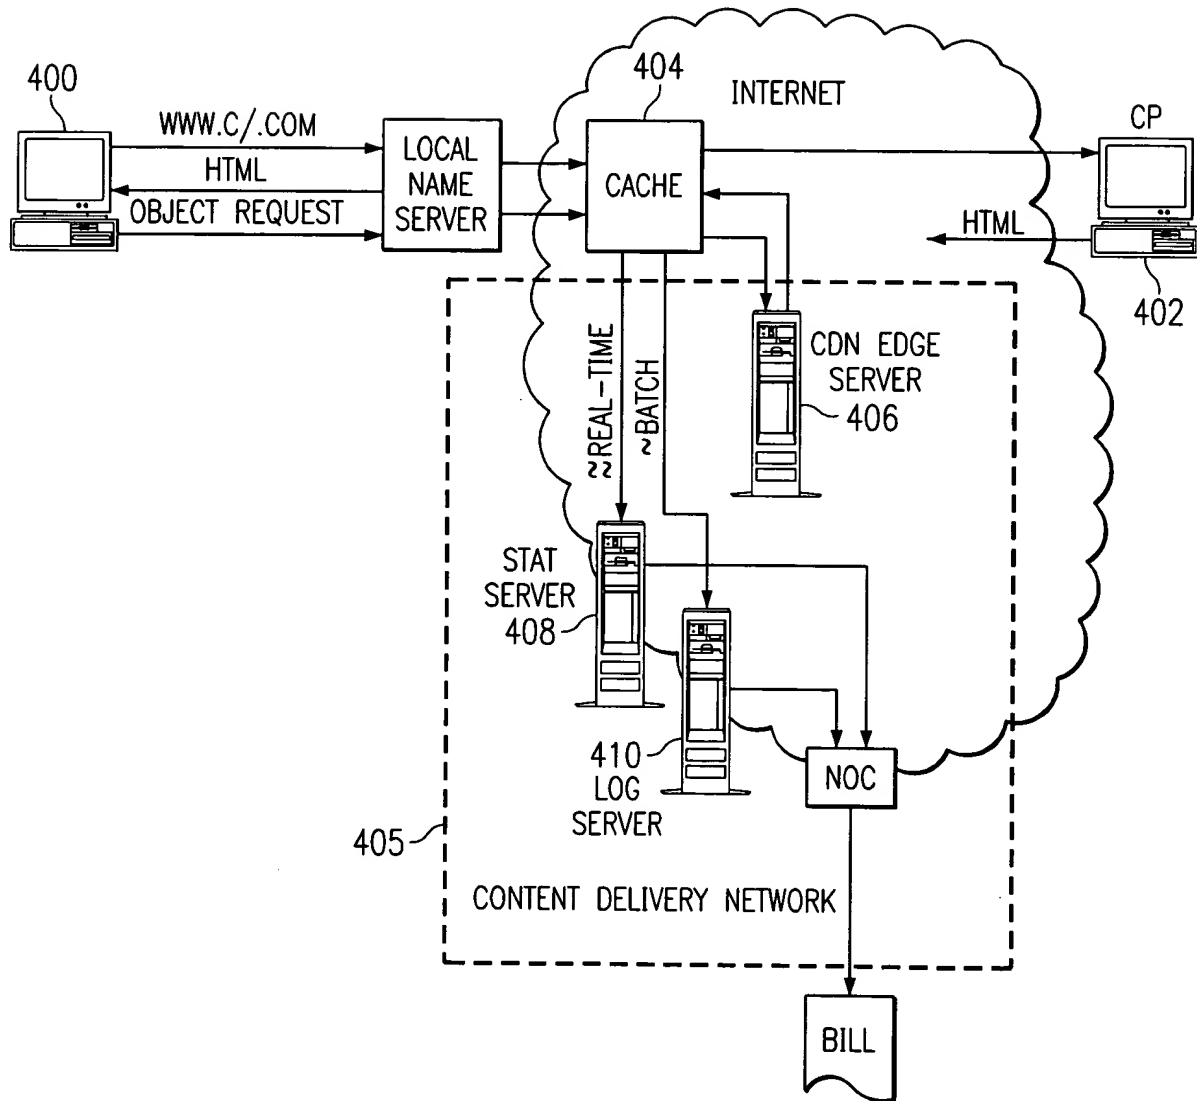 400
WWW.C/.COM
HTML
OBJECT REQUEST
LOCAL
NAME
SERVER
404
CACHE
INTERNET
CP
HTML
402
CDN EDGE
SERVER
406
≈REAL-TIME
~BATCH
STAT
SERVER
408
410
LOG
SERVER
NOC
405
CONTENT DELIVERY NETWORK
BILL